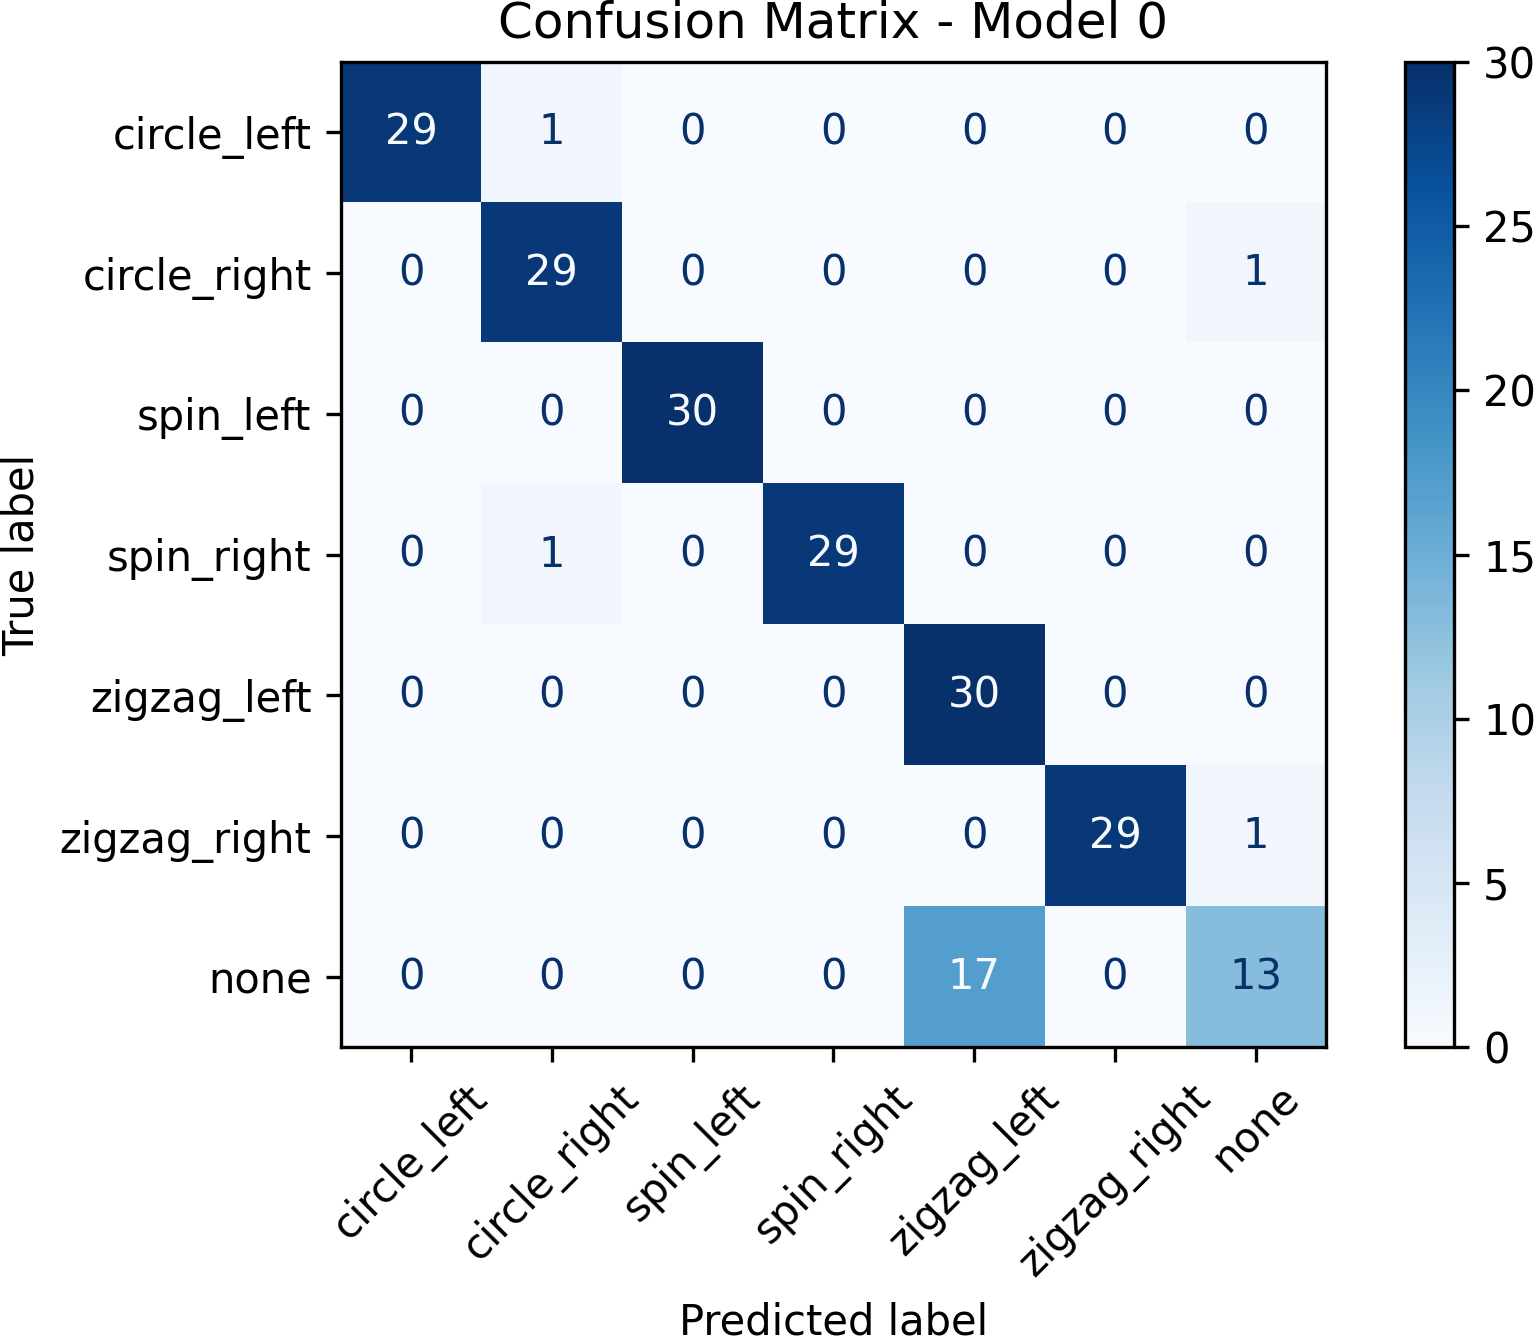 Confusion Matrix - Model 0
True label
circle_left 29 1 0 0 0 0 0
circle_right 0 29 0 0 0 0 1
spin_left 0 0 30 0 0 0 0
spin_right 0 1 0 29 0 0 0
zigzag_left 0 0 0 0 30 0 0
zigzag_right 0 0 0 0 0 29 1
none 0 0 0 0 17 0 13
circle_left circle_right spin_left spin_right zigzag_left zigzag_right none
Predicted label
30
25
20
15
10
5
0